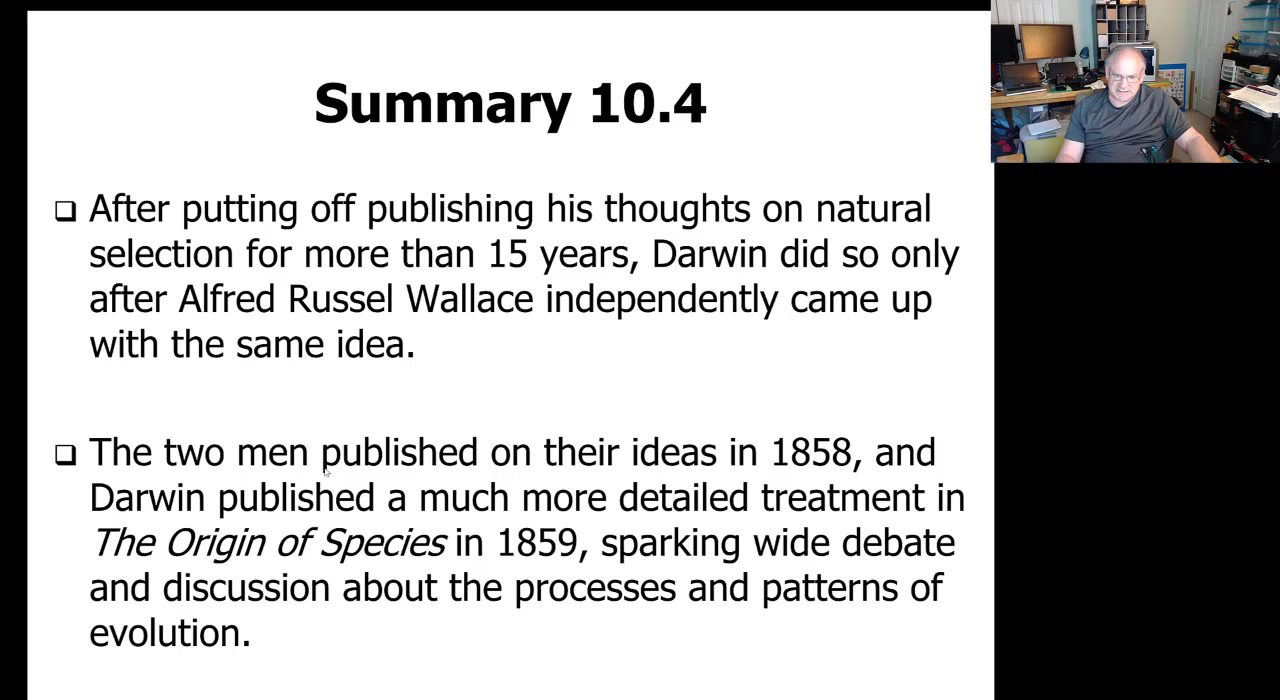 Summary 10.4
❑ After putting off publishing his thoughts on natural
selection for more than 15 years, Darwin did so only
after Alfred Russel Wallace independently came up
with the same idea.
❑ The two men published on their ideas in 1858, and
Darwin published a much more detailed treatment in
The Origin of Species in 1859, sparking wide debate
and discussion about the processes and patterns of
evolution.